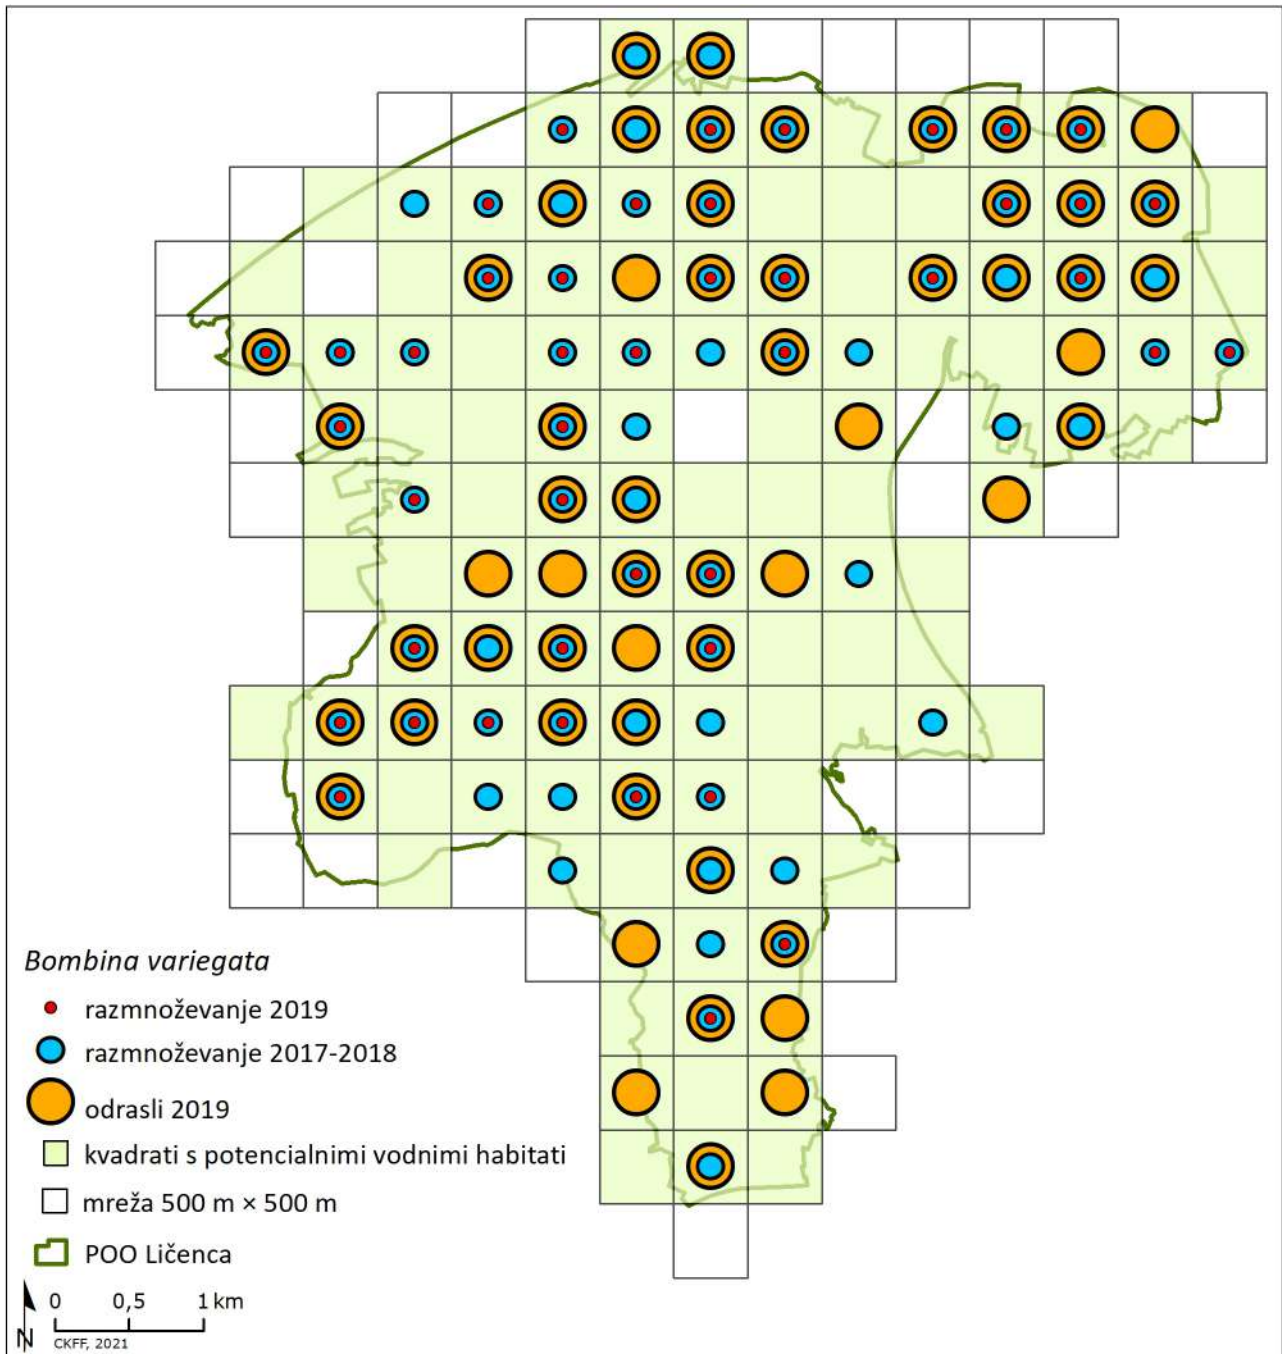 Bombina variegata
razmnoževanje 2019
razmnoževanje 2017-2018
odrasli 2019
kvadrati s potencialnimi vodnimi habitati
mreža 500 m × 500 m
POO Ličenca
0 0,5 1 km
N
CKFF, 2021